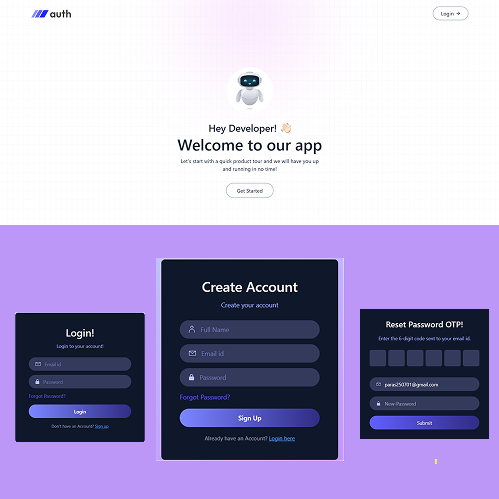 auth
Login →
Hey Developer! 👋🏻
Welcome to our app
Let's start with a quick product tour and we will have you up
and running in no time!
Get Started
Login!
Login to your account!
Email id
Password
Forgot Password?
Login
Don't have an Account? Sign up
Create Account
Create your account
Full Name
Email id
Password
Forgot Password?
Sign Up
Already have an Account? Login here
Reset Password OTP!
Enter the 6-digit code sent to your email id.
paras250701@gmail.com
New Password
Submit